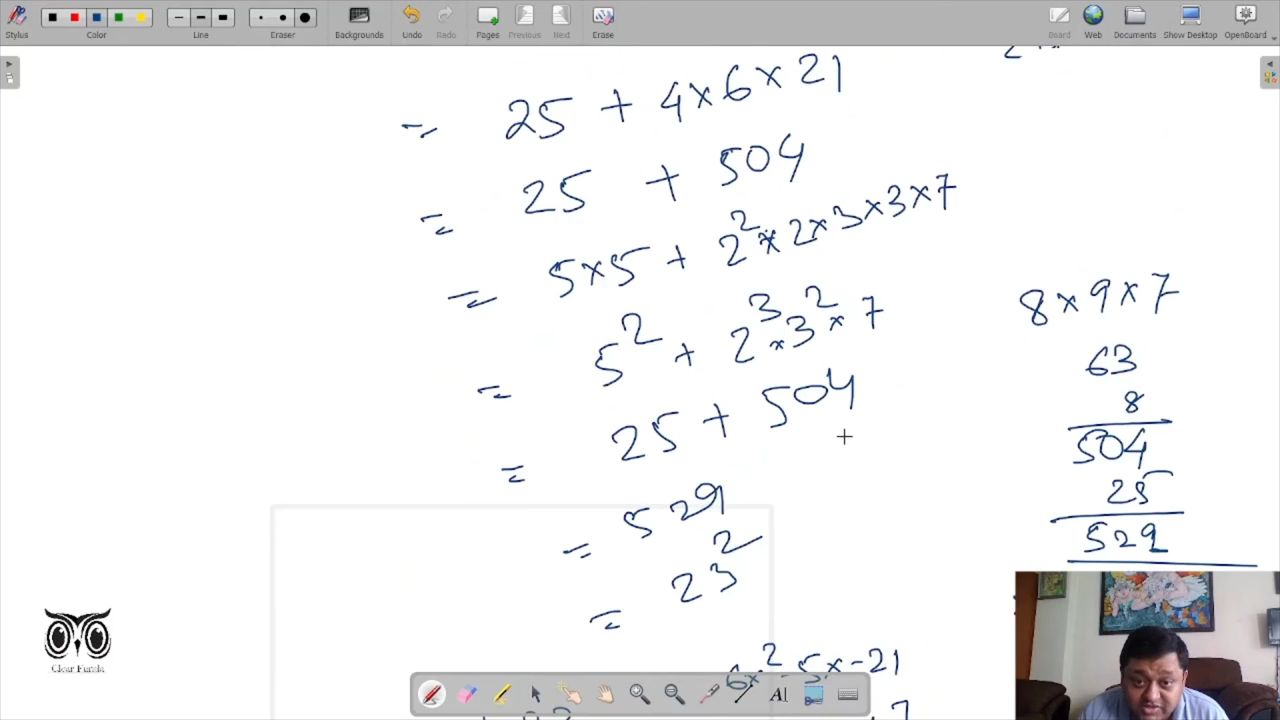 Stylus Color Line Eraser Backgrounds Undo Redo Pages Previous Next Erase Board Web Documents Show Desktop OpenBoard
= 25 + 4×6×21
= 25 + 504
= 5×5 + 2²×2×3×3×7
= 5² + 2³×3²×7
= 25 + 504
= 529
= 23²
8×9×7
63
8
504
25
529
6x² - 5x - 21
Clear Funda